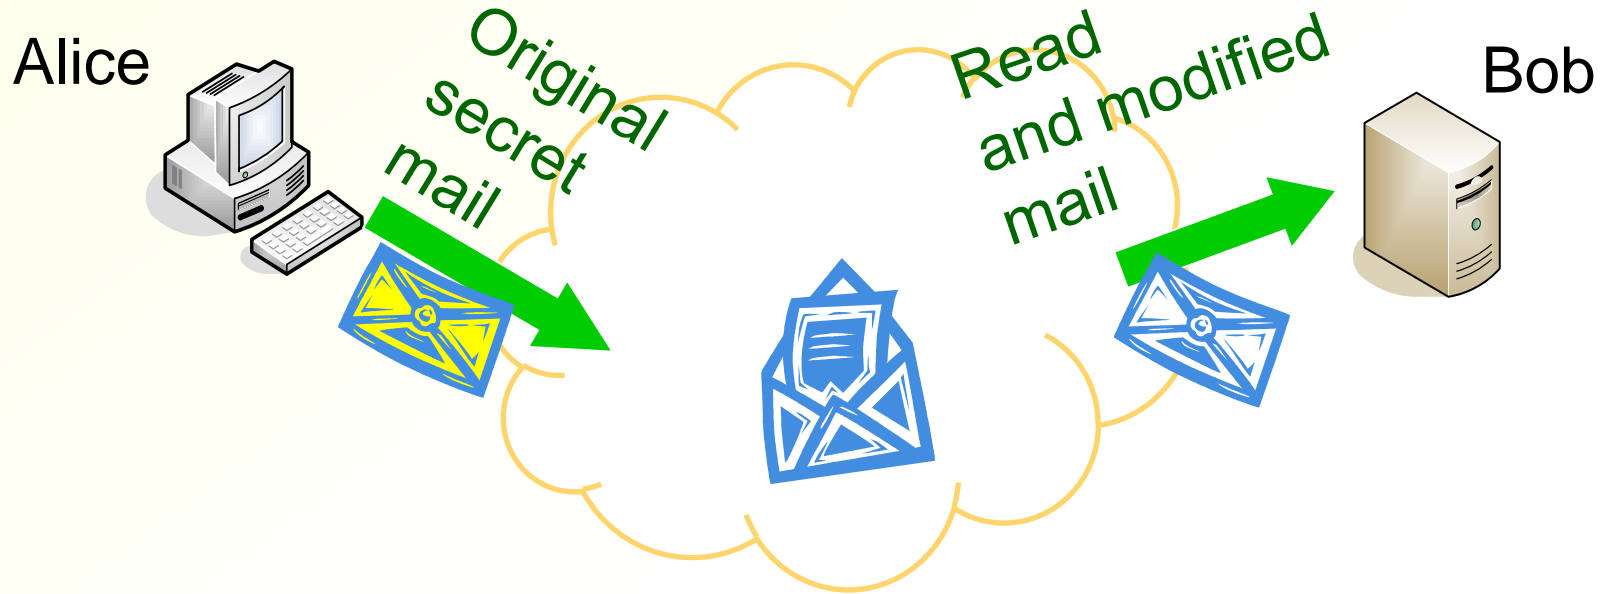 Alice
Original
secret
mail
Read
and modified
mail
Bob